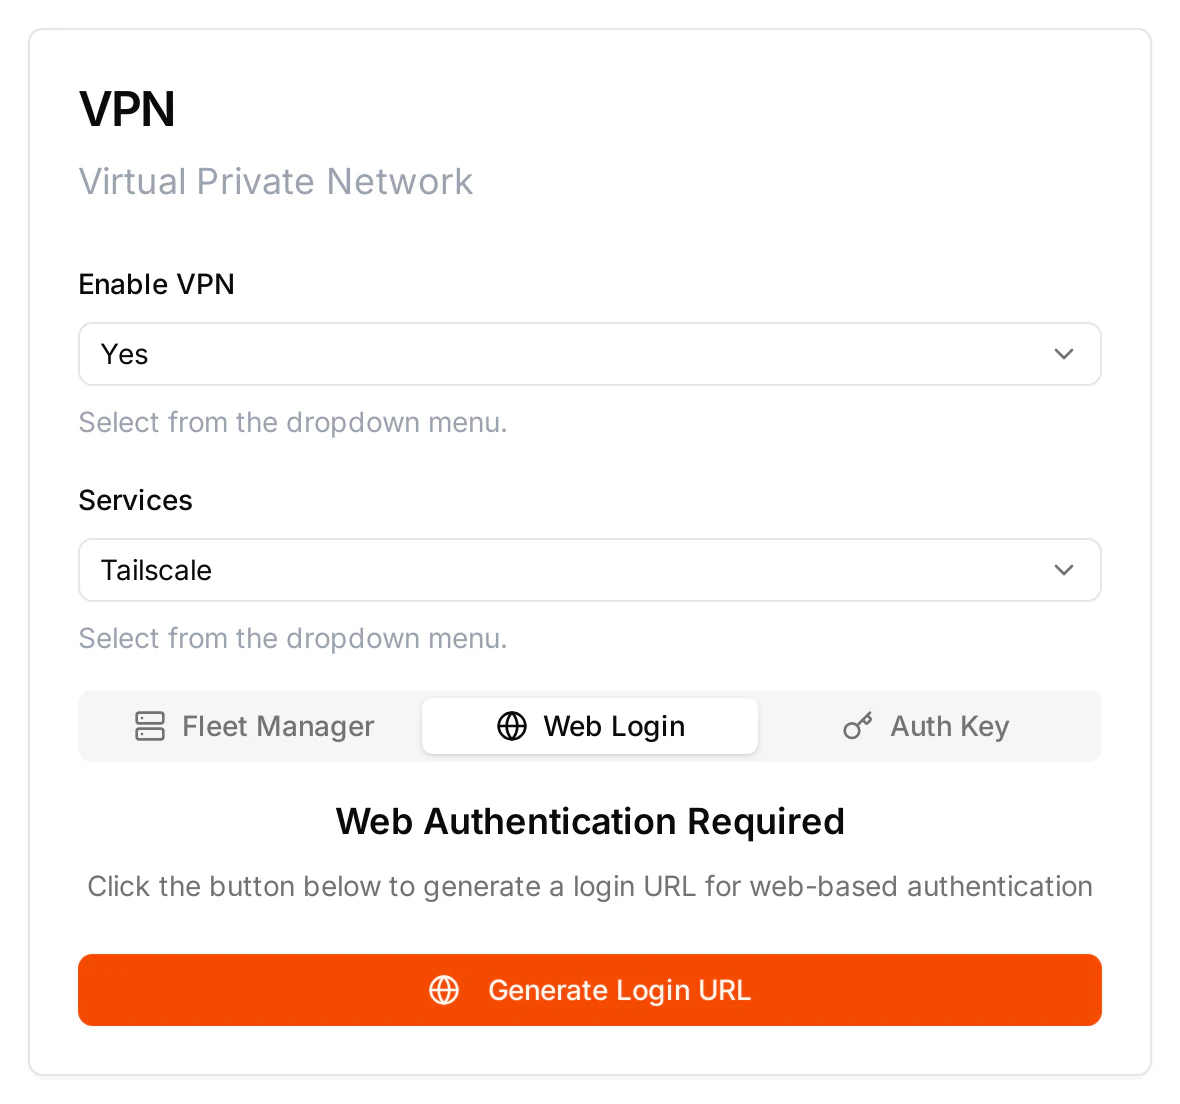 VPN
Virtual Private Network
Enable VPN
Yes
Select from the dropdown menu.
Services
Tailscale
Select from the dropdown menu.
Fleet Manager
Web Login
Auth Key
Web Authentication Required
Click the button below to generate a login URL for web-based authentication
Generate Login URL